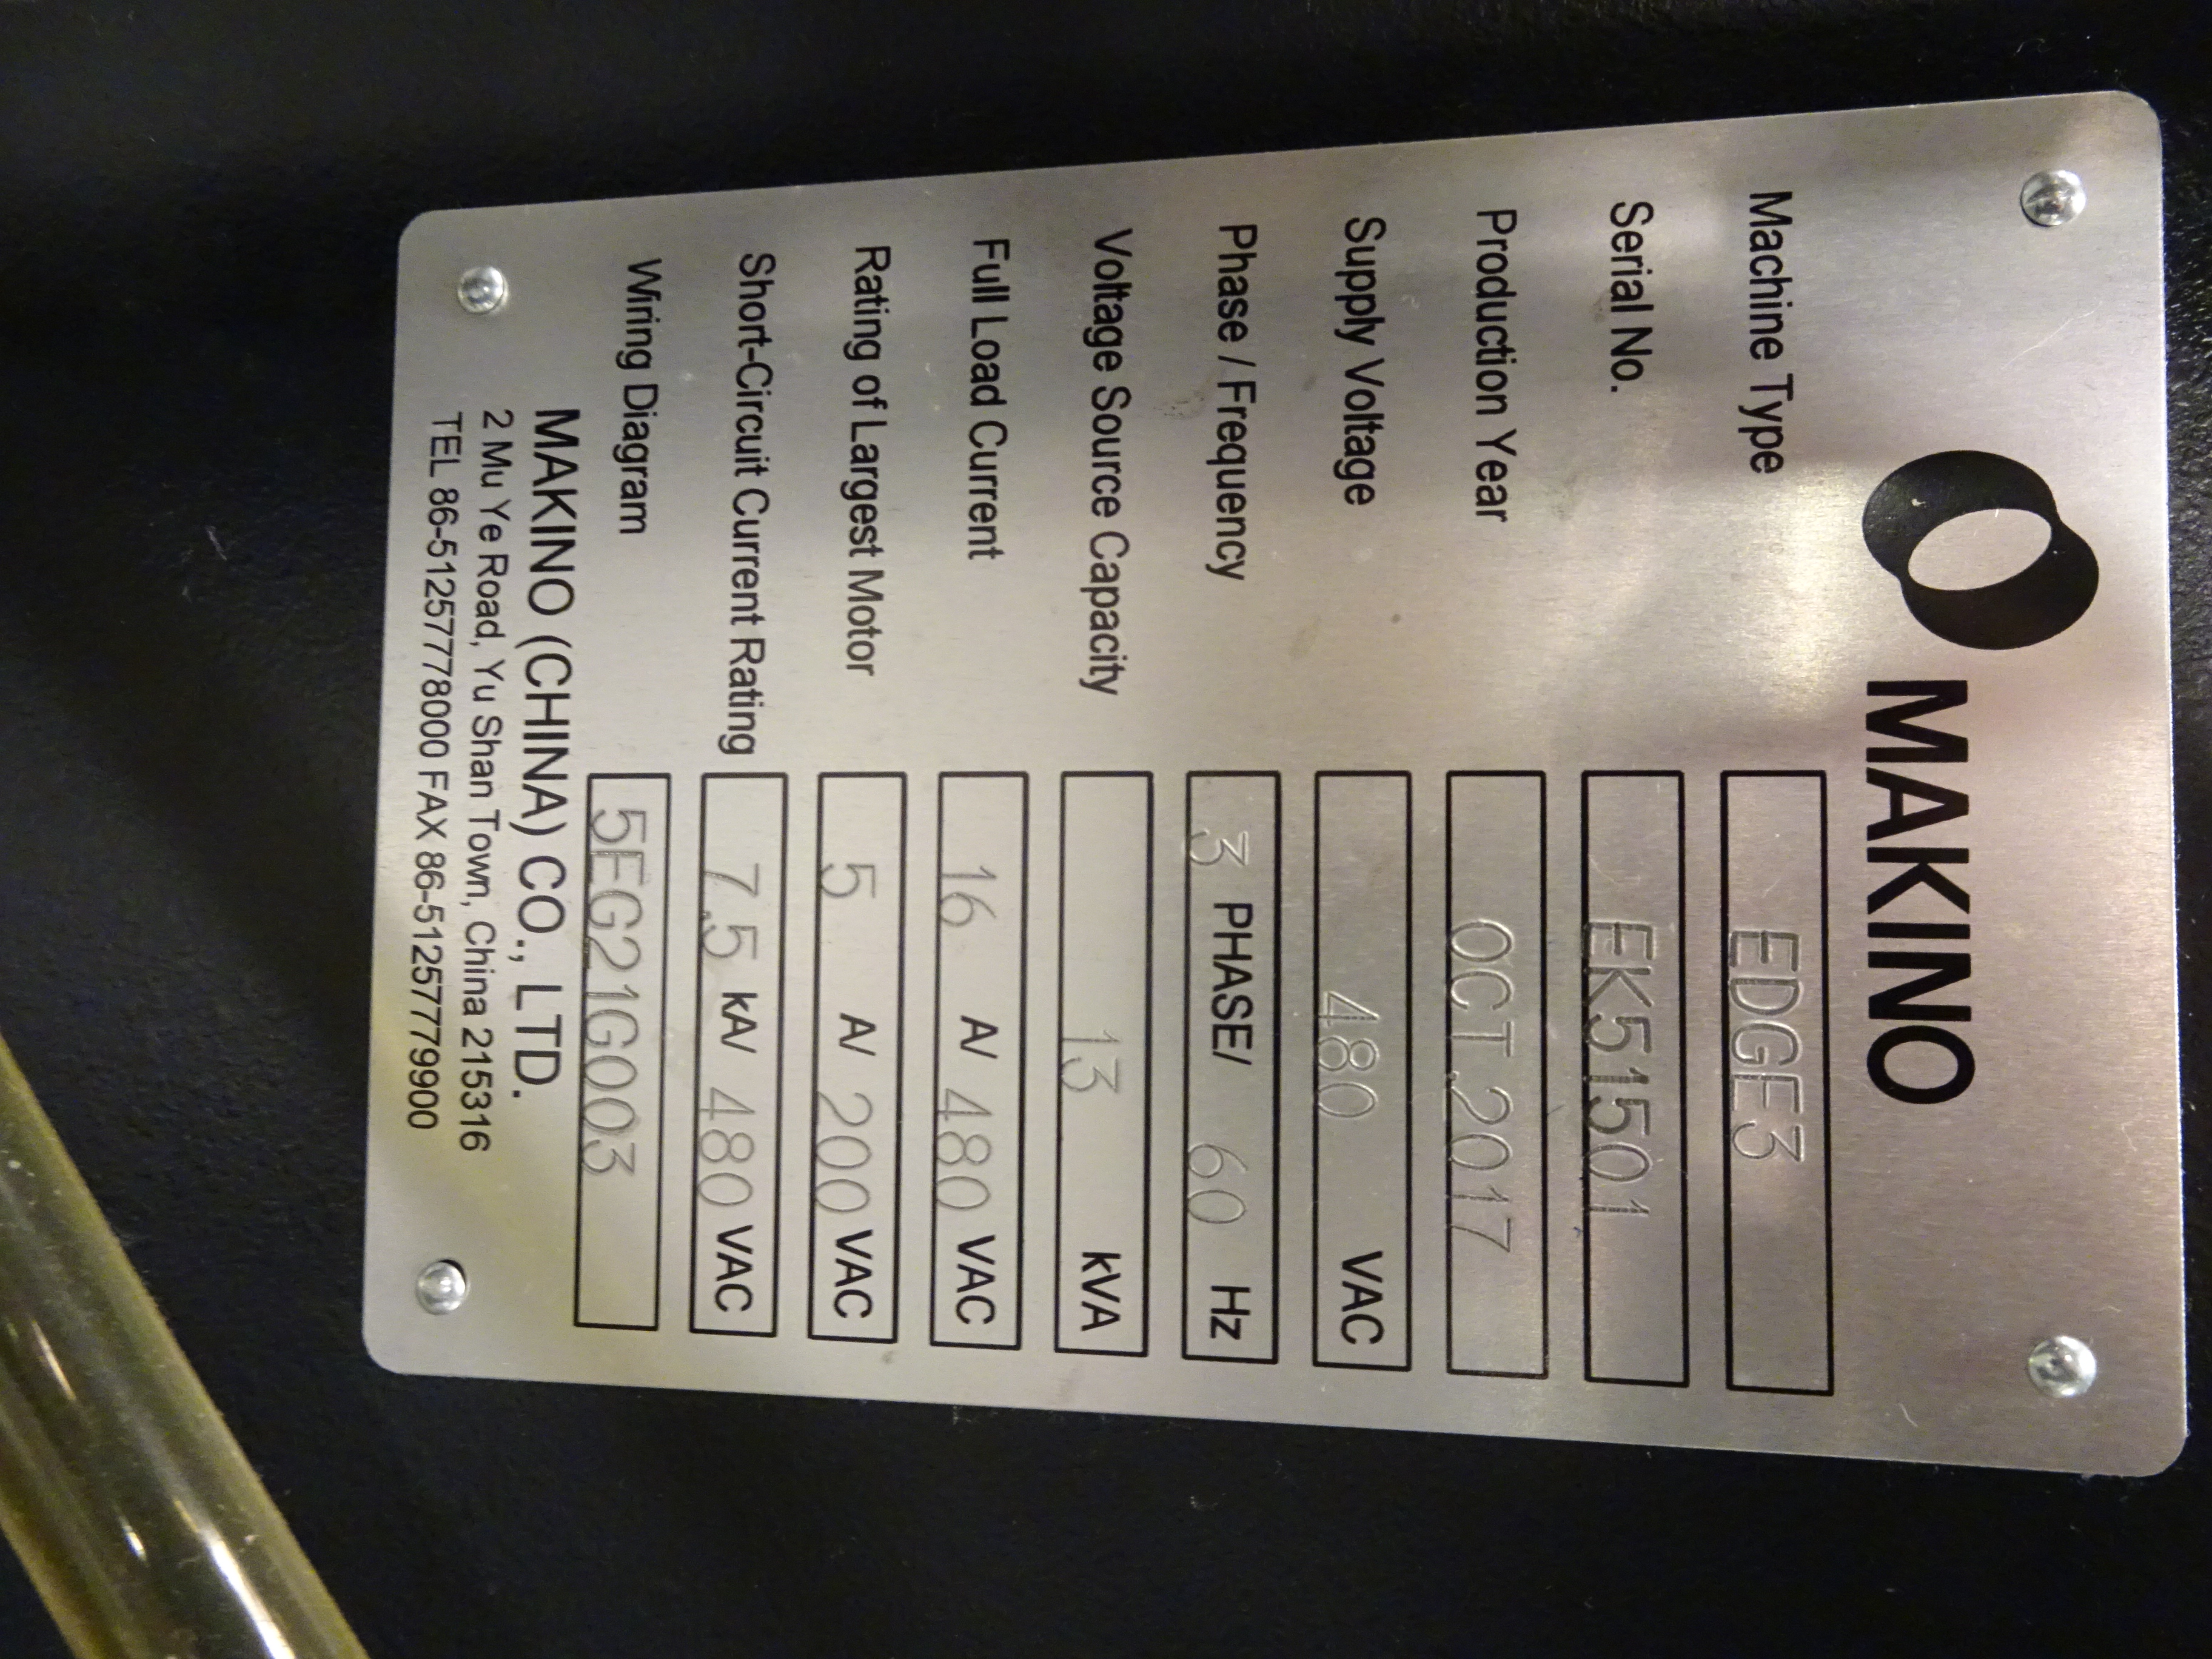 MAKINO
Machine Type EDGE3
Serial No. EK51501
Production Year OCT.2017
Supply Voltage 480 VAC
Phase / Frequency 3 PHASE/ 60 Hz
Voltage Source Capacity 13 kVA
Full Load Current 16 A/ 480 VAC
Rating of Largest Motor 5 A/ 200 VAC
Short-Circuit Current Rating 7.5 kA/ 480 VAC
Wiring Diagram 5EG21G003
MAKINO (CHINA) CO., LTD.
2 Mu Ye Road, Yu Shan Town, China 215316
TEL 86-51257778000 FAX 86-51257779900